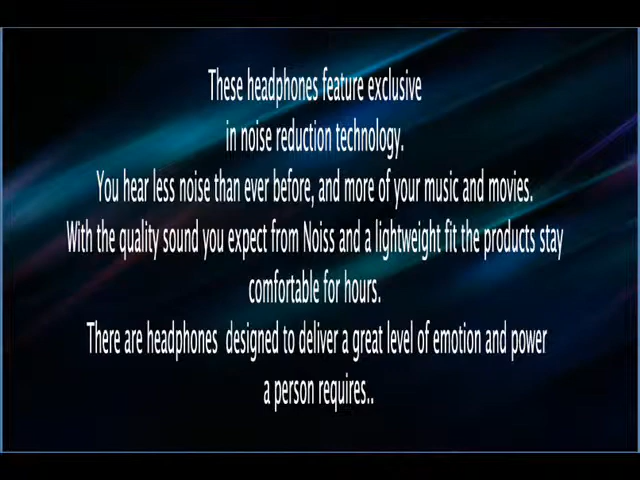 These headphones feature exclusive
in noise reduction technology.
You hear less noise than ever before, and more of your music and movies.
With the quality sound you expect from Noiss and a lightweight fit the products stay
comfortable for hours.
There are headphones  designed to deliver a great level of emotion and power
a person requires..